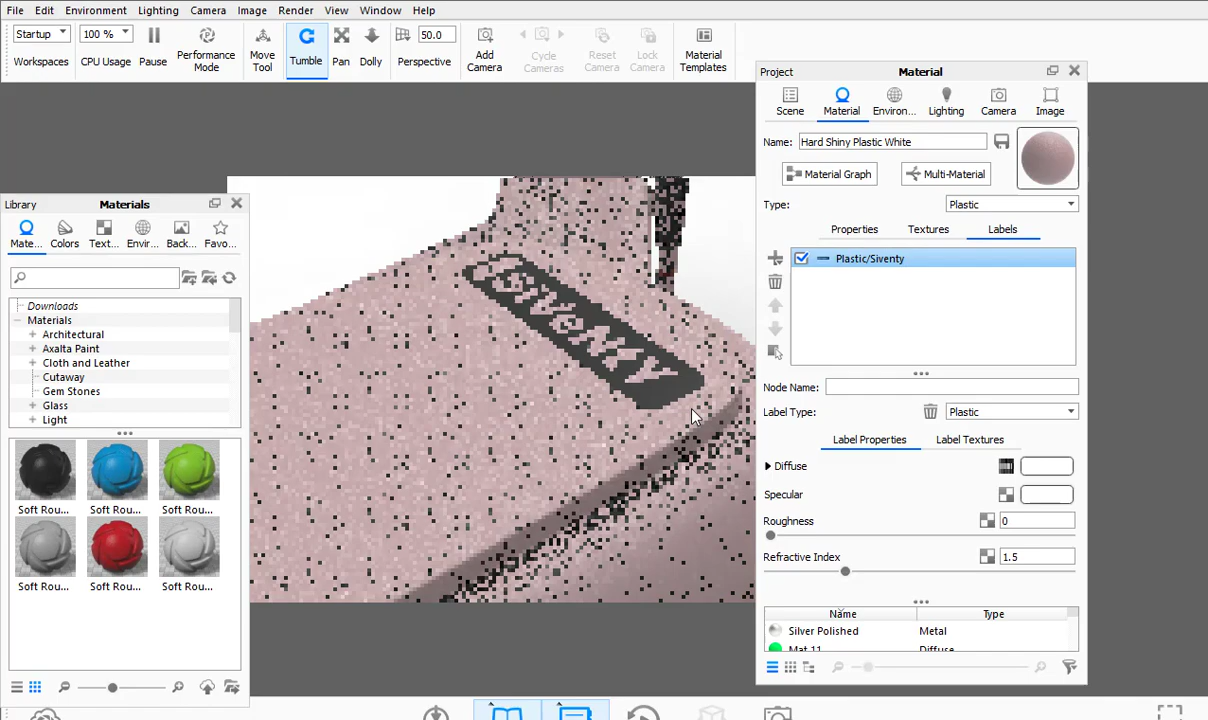 File Edit Environment Lighting Camera Image Render View Window Help
Startup 100 % 50.0
Workspaces CPU Usage Pause Performance Mode Move Tool Tumble Pan Dolly Perspective Add Camera Cycle Cameras Reset Camera Lock Camera Material Templates
Project Material
Scene Material Environ... Lighting Camera Image
Name: Hard Shiny Plastic White
Material Graph Multi-Material
Type: Plastic
Properties Textures Labels
Plastic/Siventy
Node Name:
Label Type: Plastic
Label Properties Label Textures
Diffuse
Specular
Roughness 0
Refractive Index 1.5
Name Type
Silver Polished Metal
Mat 11 Diffuse
Library Materials
Mate... Colors Text... Envir... Back... Favo...
Downloads
Materials
Architectural
Axalta Paint
Cloth and Leather
Cutaway
Gem Stones
Glass
Light
Soft Rou... Soft Rou... Soft Rou...
Soft Rou... Soft Rou... Soft Rou...